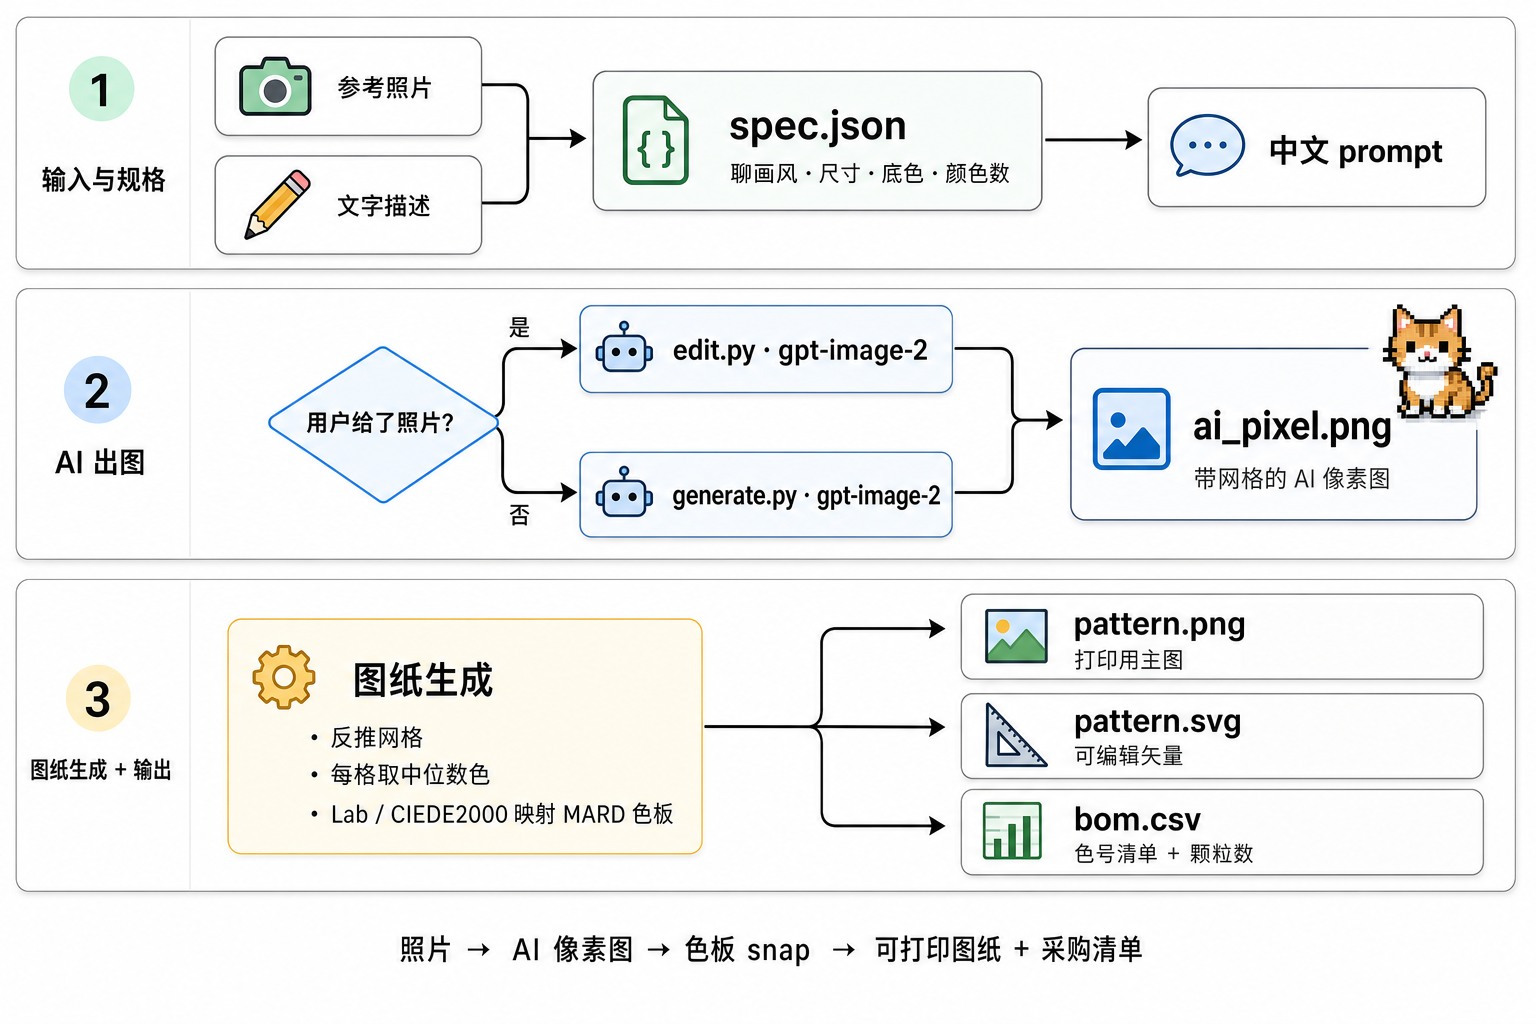 1
输入与规格
参考照片
文字描述
{ }
spec.json
聊画风 · 尺寸 · 底色 · 颜色数
中文 prompt
2
AI 出图
用户给了照片?
是
否
edit.py · gpt-image-2
generate.py · gpt-image-2
ai_pixel.png
带网格的 AI 像素图
3
图纸生成 + 输出
图纸生成
• 反推网格
• 每格取中位数色
• Lab / CIEDE2000 映射 MARD 色板
pattern.png
打印用主图
pattern.svg
可编辑矢量
bom.csv
色号清单 + 颗粒数
照片 → AI 像素图 → 色板 snap → 可打印图纸 + 采购清单